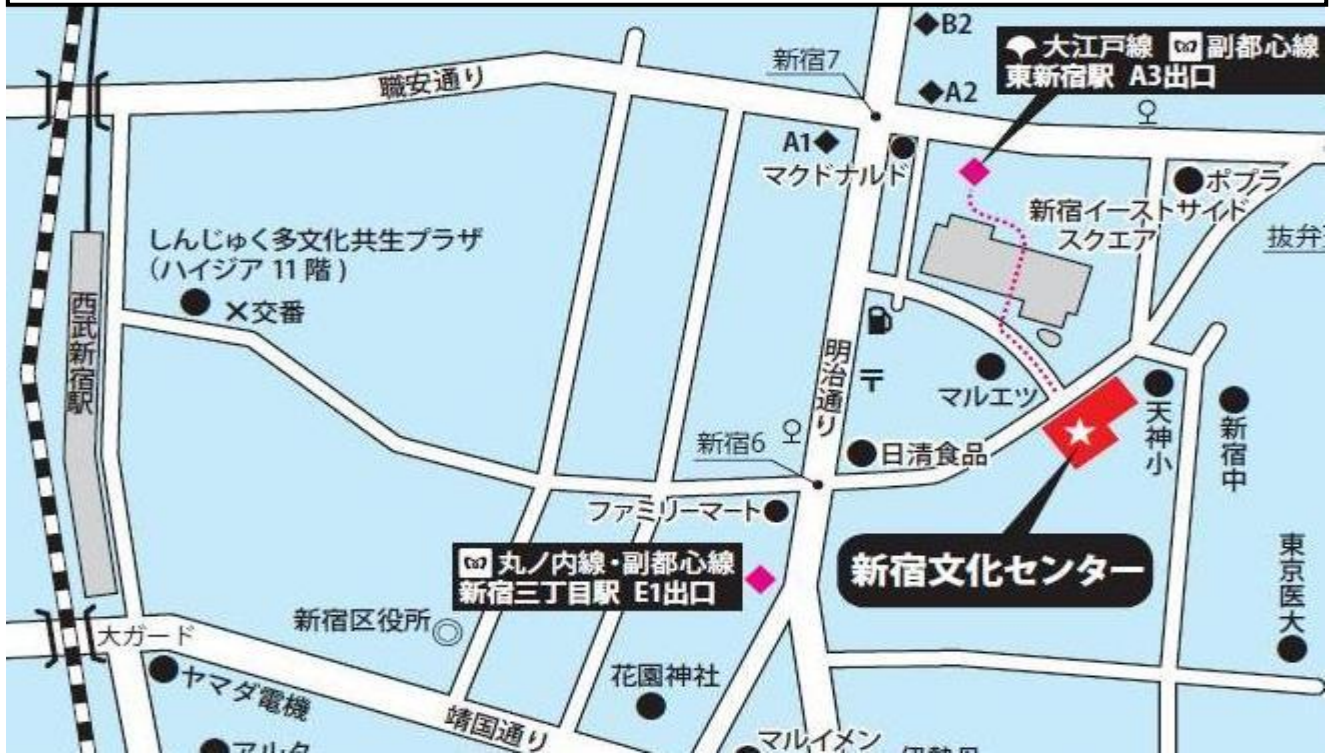 B2
大江戸線 副都心線
東新宿駅 A3出口
新宿7
職安通り
A2
A1
マクドナルド
ポプラ
新宿イーストサイド
スクエア
抜弁
しんじゅく多文化共生プラザ
(ハイジア 11 階)
交番
西武新宿駅
明治通り
〒
マルエツ
天神小
新宿中
新宿6
日清食品
ファミリーマート
丸ノ内線・副都心線
新宿三丁目駅 E1出口
新宿文化センター
東京医大
大ガード
新宿区役所
ヤマダ電機
花園神社
靖国通り
アルタ
マルイメン
伊勢丹